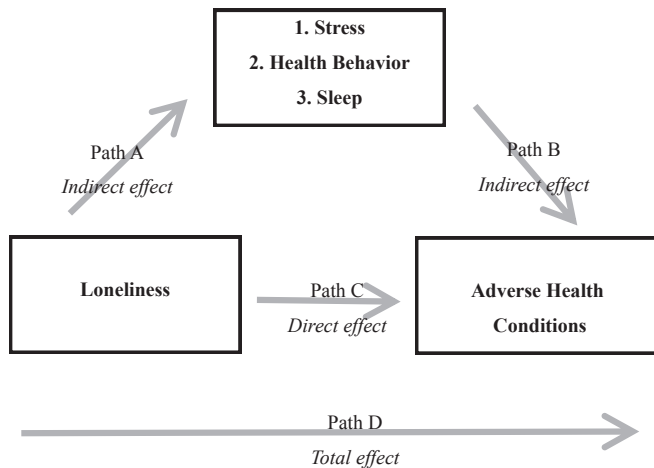 1. Stress
2. Health Behavior
3. Sleep
Path A
Indirect effect
Path B
Indirect effect
Loneliness
Path C
Direct effect
Adverse Health
Conditions
Path D
Total effect